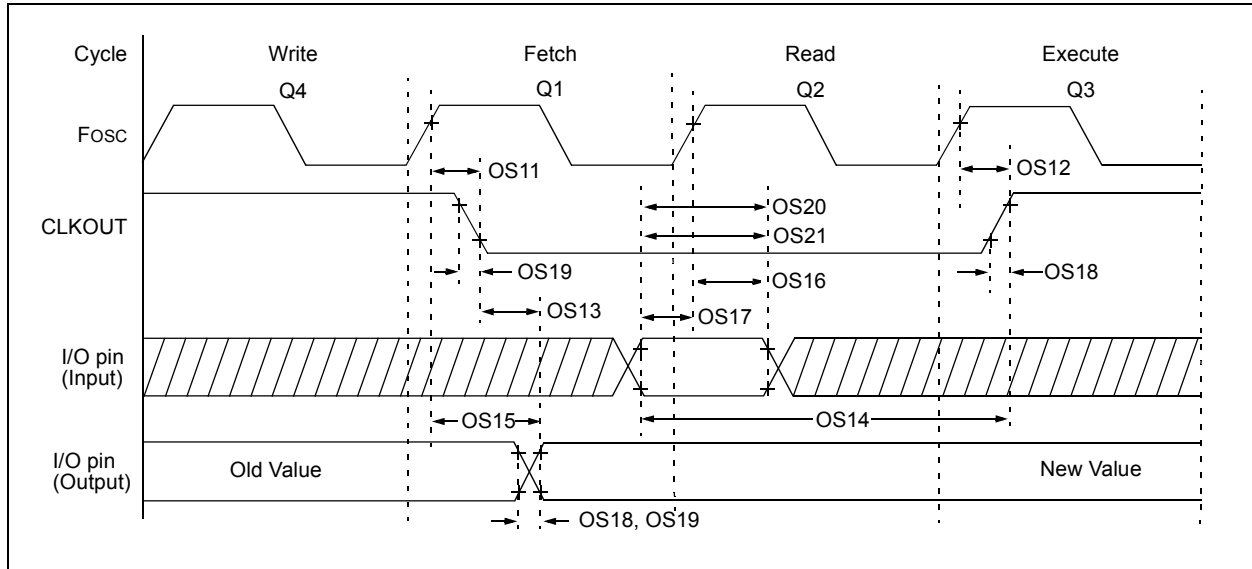 Cycle Write Fetch Read Execute
Q4 Q1 Q2 Q3
FOSC
OS11 OS12
CLKOUT OS20
OS21
OS19 OS16 OS18
OS13 OS17
I/O pin
(Input)
OS15 OS14
I/O pin
(Output)
Old Value New Value
OS18, OS19